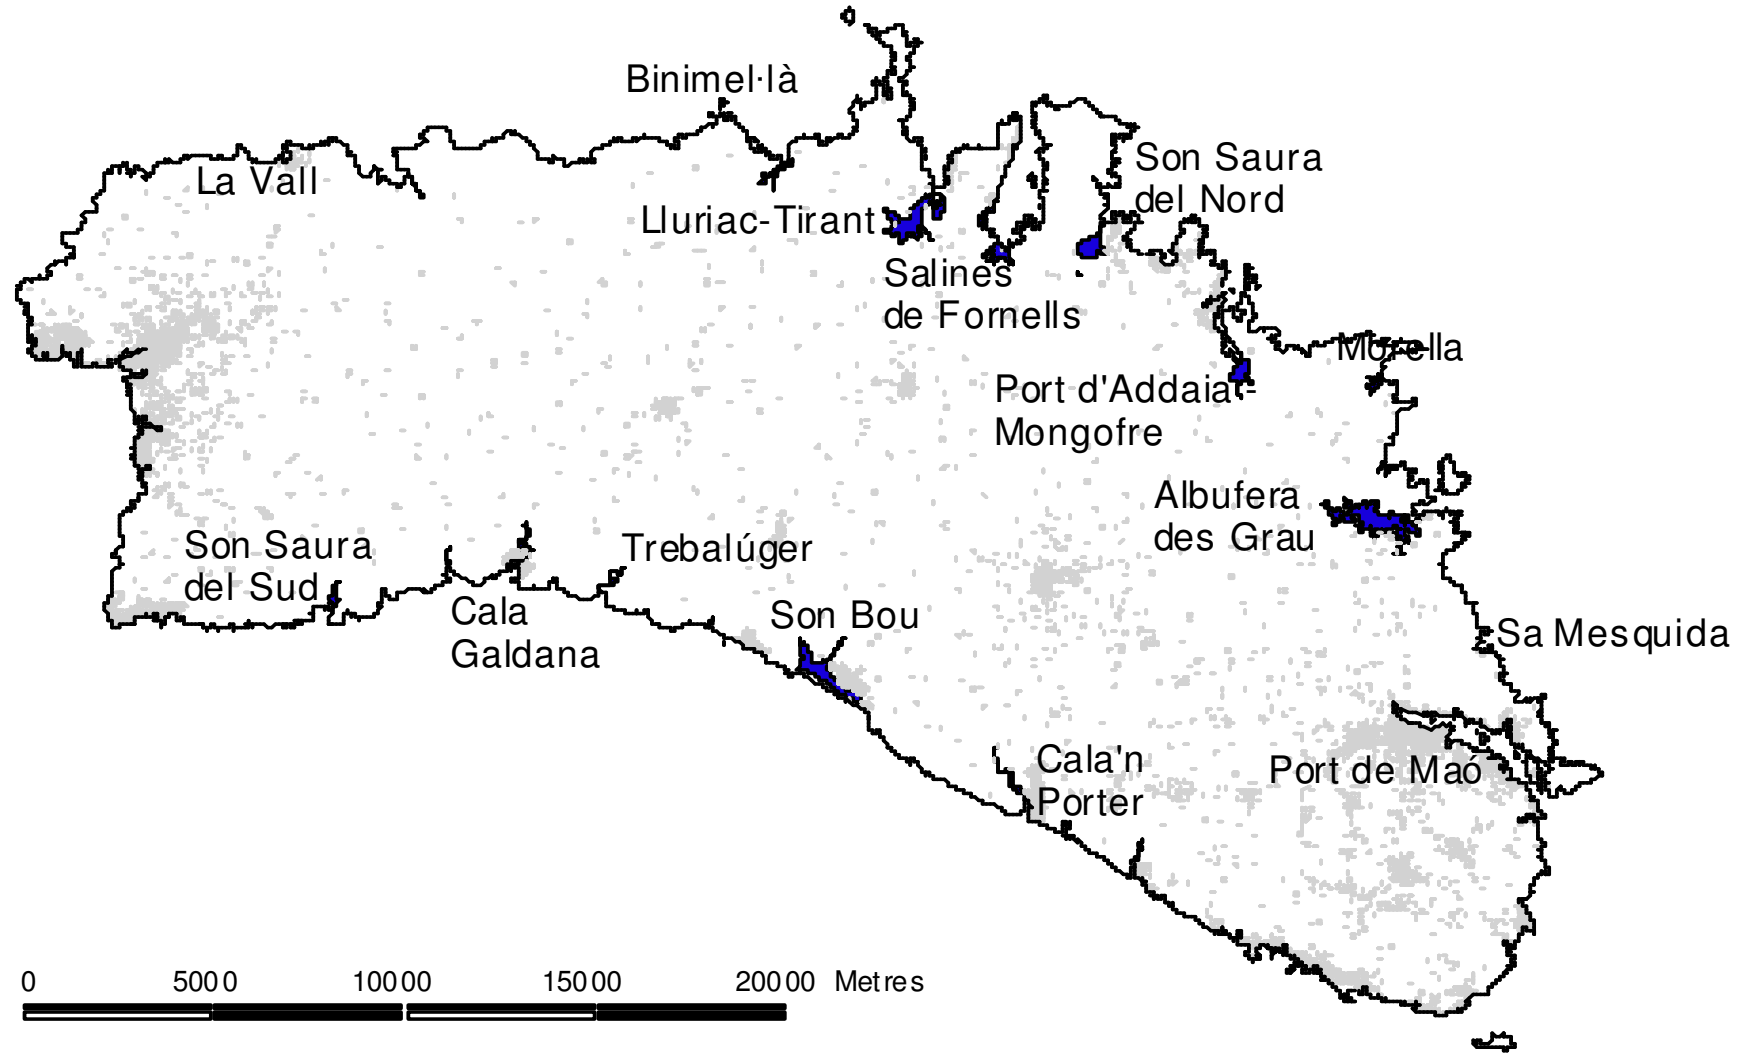 Binimel·là
Son Saura
del Nord
La Vall
Lluriac-Tirant
Salines
de Fornells
Morella
Port d'Addaia
Mongofre
Albufera
des Grau
Son Saura
del Sud
Trebalúger
Cala
Galdana
Son Bou
Sa Mesquida
Cala'n
Porter
Port de Maó
0 5000 10000 15000 20000 Metres